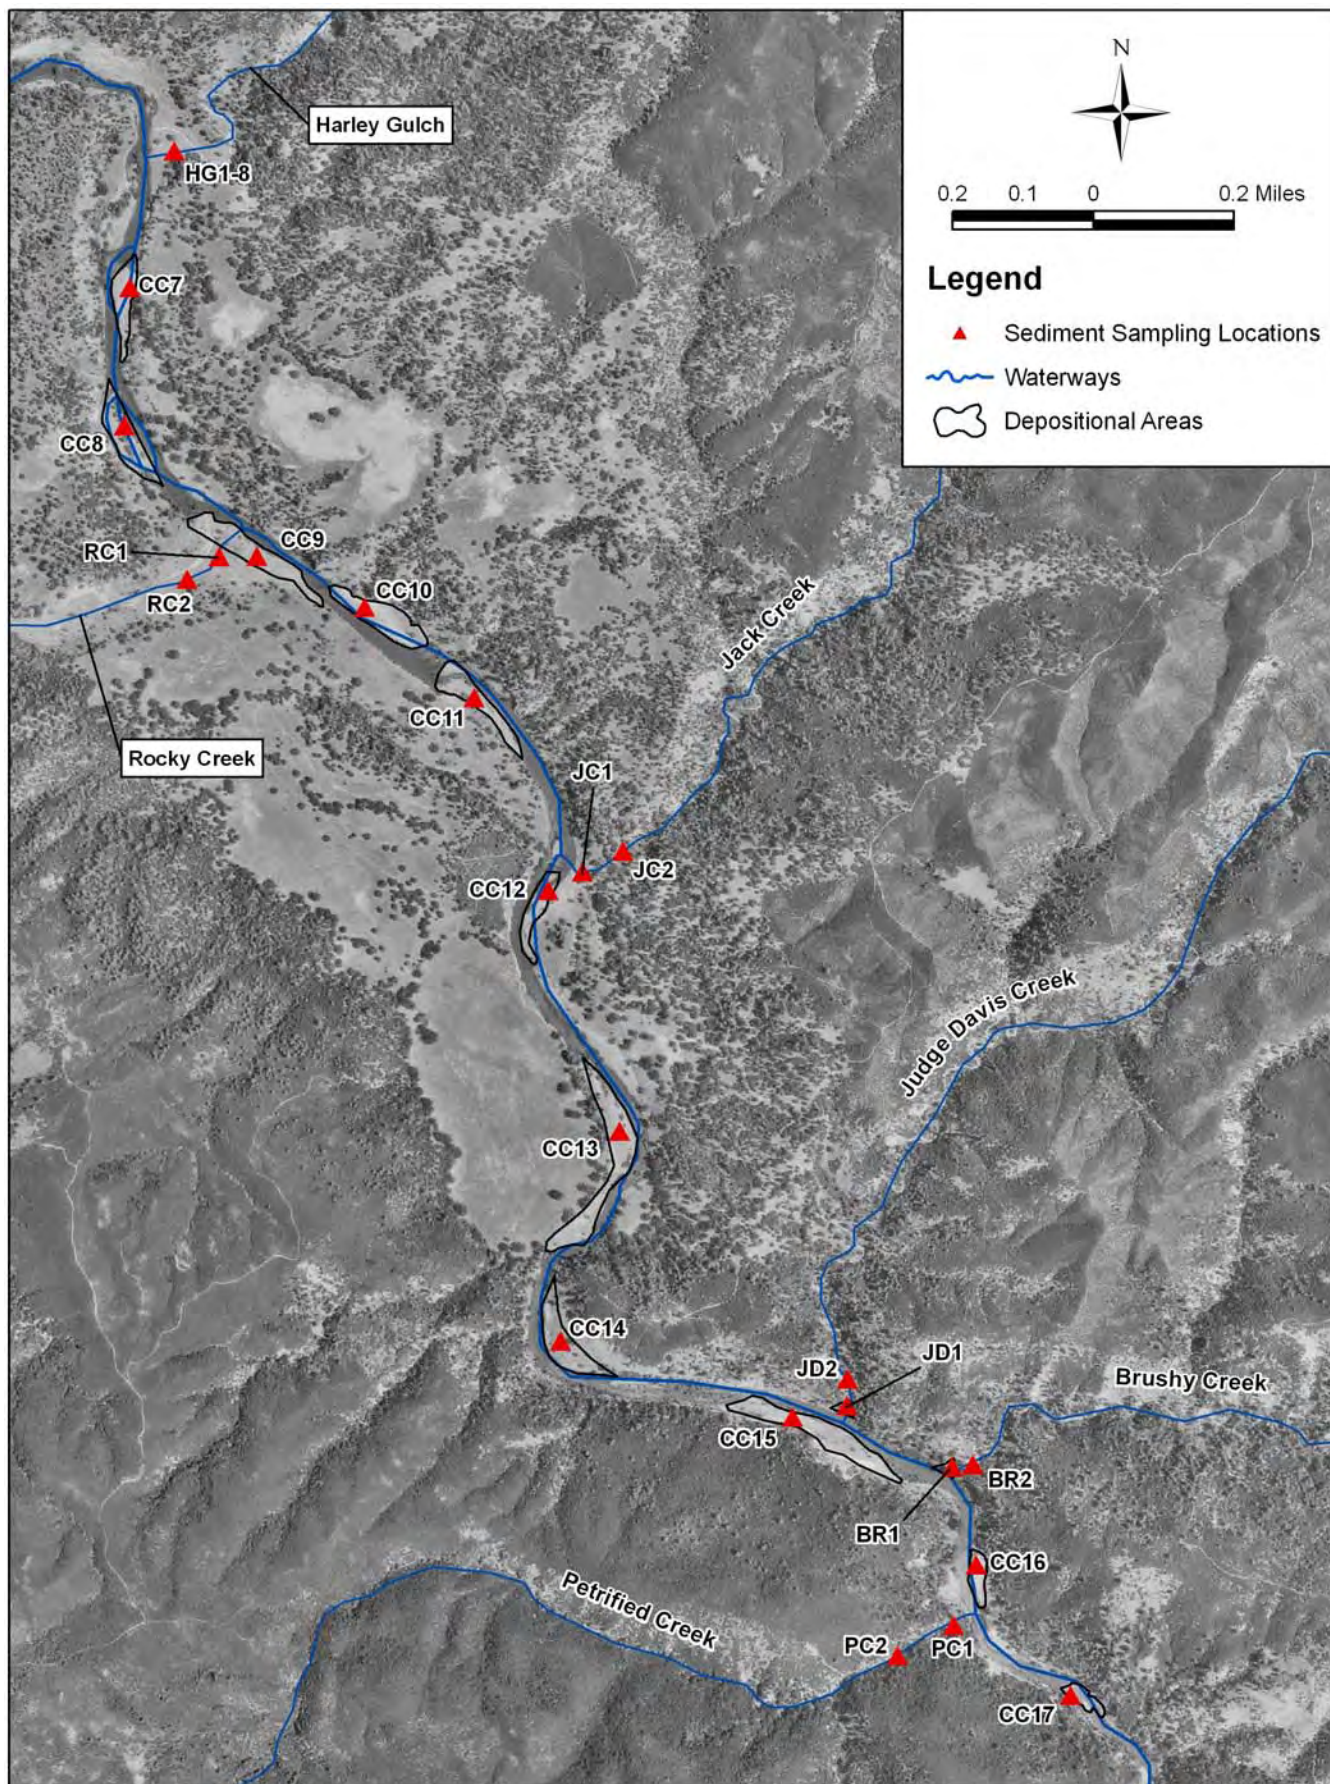 N
0.2 0.1 0 0.2 Miles
Legend
Sediment Sampling Locations
Waterways
Depositional Areas
Harley Gulch
HG1-8
CC7
CC8
CC9
RC1
RC2
CC10
CC11
Rocky Creek
Jack Creek
JC1
JC2
CC12
Judge Davis Creek
CC13
CC14
JD2
JD1
Brushy Creek
CC15
BR2
BR1
CC16
Petrified Creek
PC2
PC1
CC17